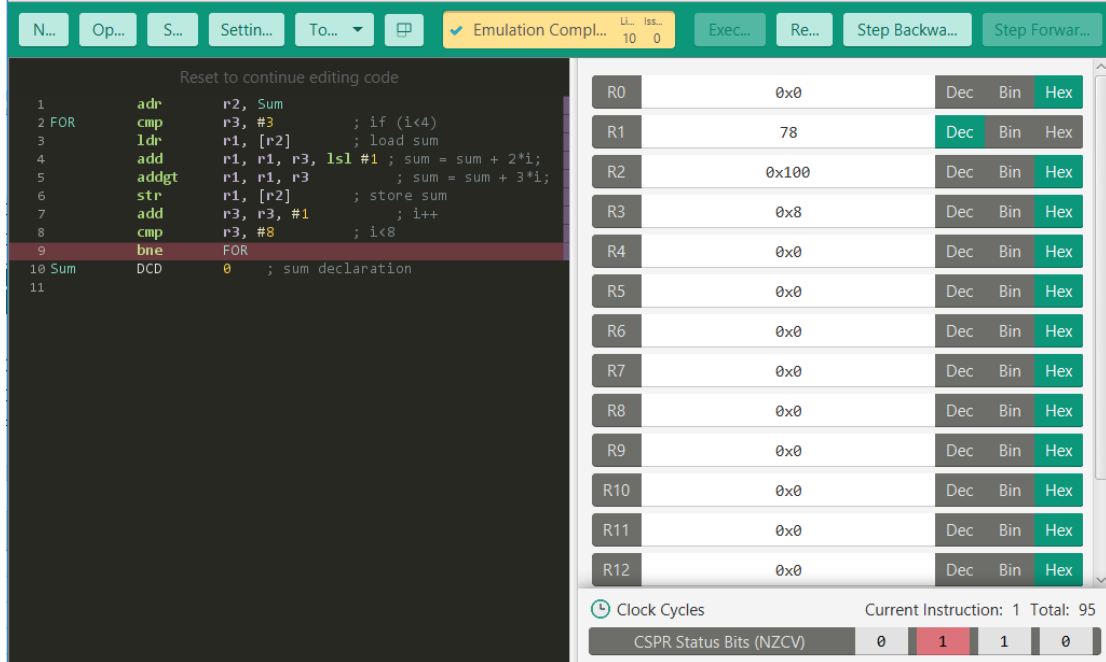 N... Op... S... Settin... To... Emulation Compl... Li... Iss... 10 0 Exec... Re... Step Backwa... Step Forwar...
Reset to continue editing code
1 adr r2, Sum
2 FOR cmp r3, #3 ; if (i<4)
3 ldr r1, [r2] ; load sum
4 add r1, r1, r3, lsl #1 ; sum = sum + 2*i;
5 addgt r1, r1, r3 ; sum = sum + 3*i;
6 str r1, [r2] ; store sum
7 add r3, r3, #1 ; i++
8 cmp r3, #8 ; i<8
9 bne FOR
10 Sum DCD 0 ; sum declaration
11
R0 0x0 Dec Bin Hex
R1 78 Dec Bin Hex
R2 0x100 Dec Bin Hex
R3 0x8 Dec Bin Hex
R4 0x0 Dec Bin Hex
R5 0x0 Dec Bin Hex
R6 0x0 Dec Bin Hex
R7 0x0 Dec Bin Hex
R8 0x0 Dec Bin Hex
R9 0x0 Dec Bin Hex
R10 0x0 Dec Bin Hex
R11 0x0 Dec Bin Hex
R12 0x0 Dec Bin Hex
Clock Cycles Current Instruction: 1 Total: 95
CSPR Status Bits (NZCV) 0 1 1 0